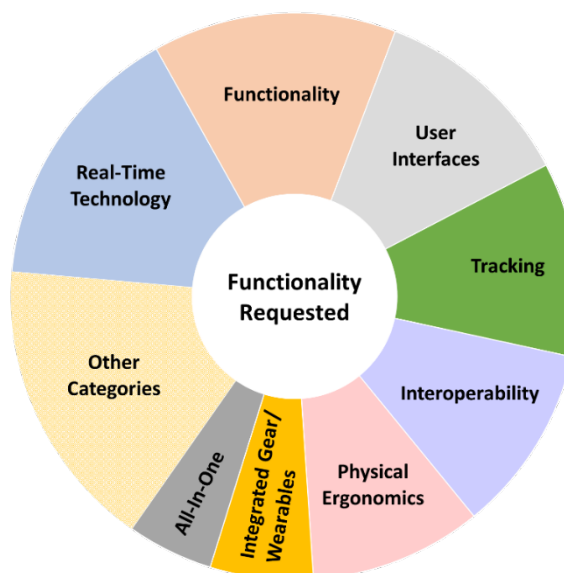 Functionality
User
Interfaces
Tracking
Interoperability
Physical
Ergonomics
Integrated Gear/
Wearables
All-In-One
Other
Categories
Real-Time
Technology
Functionality
Requested